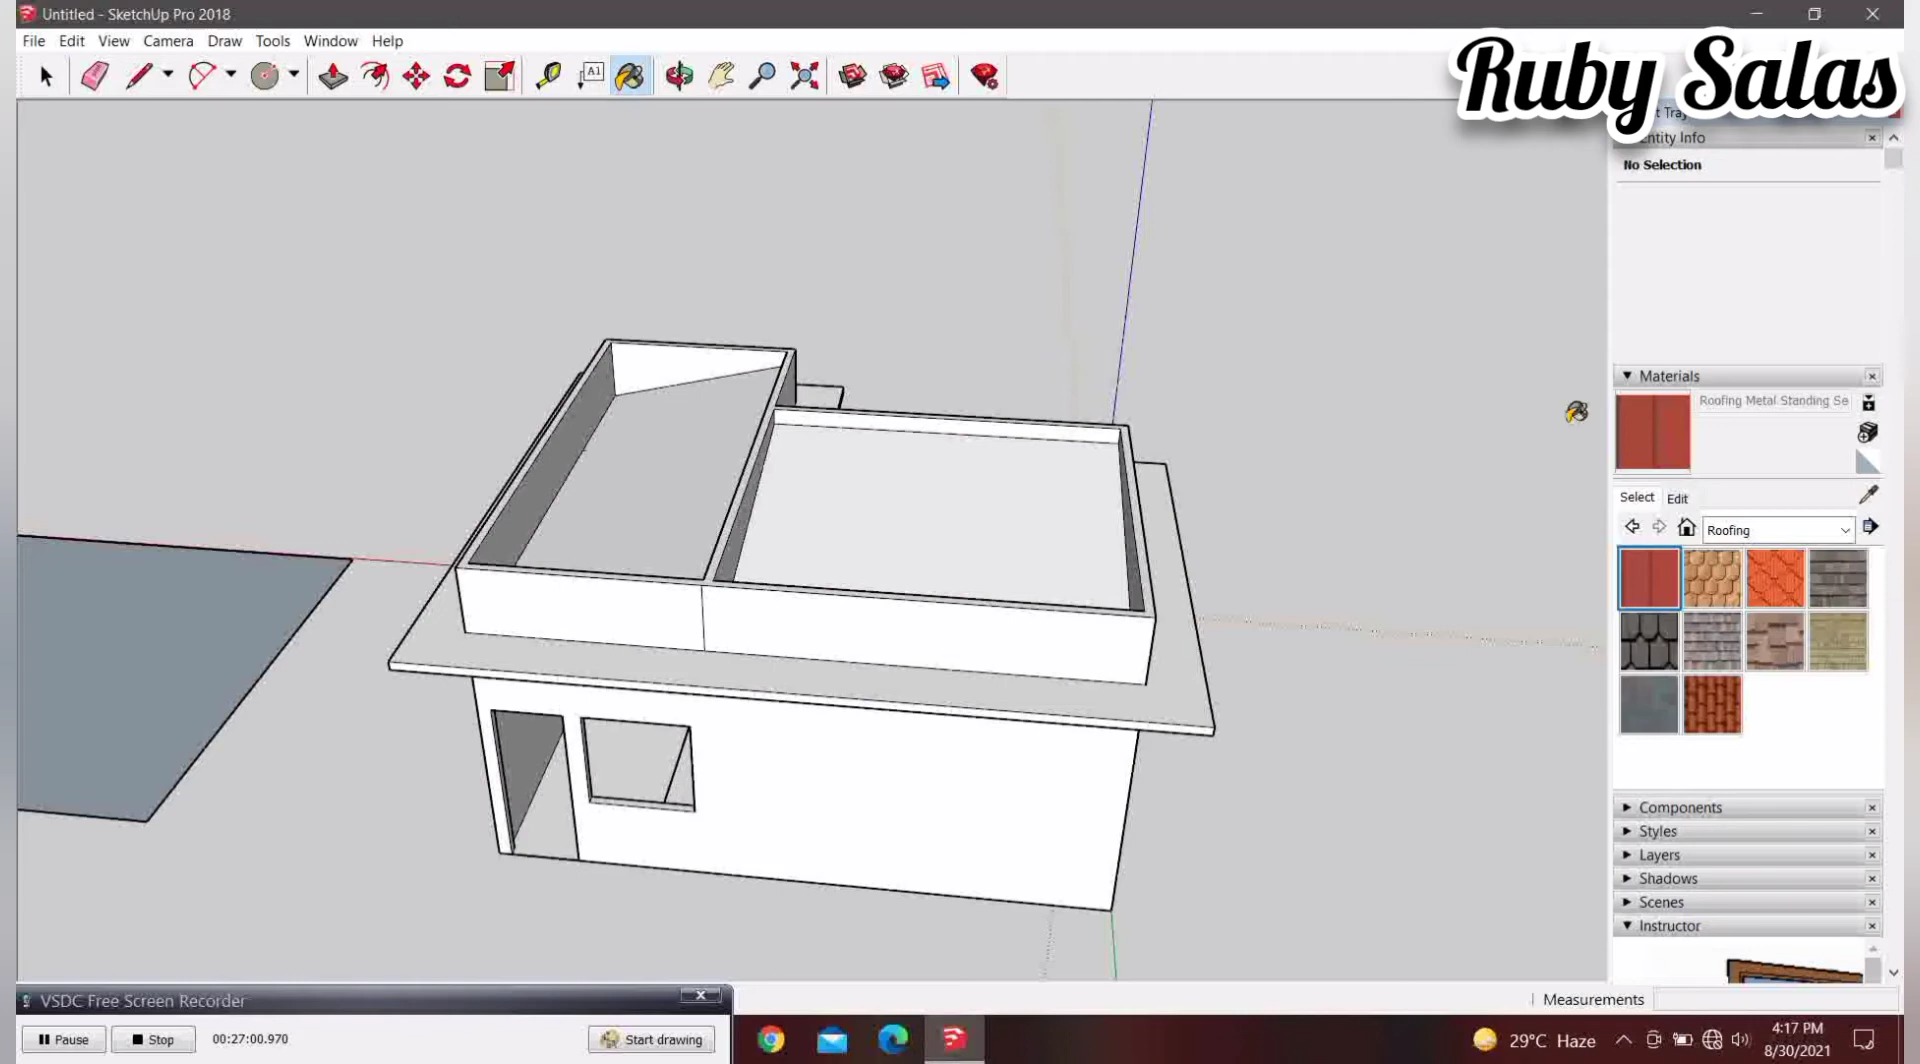 Untitled - SketchUp Pro 2018
File Edit View Camera Draw Tools Window Help
Ruby Salas
Entity Info
No Selection
Materials
Roofing Metal Standing Se
Select Edit
Roofing
Components
Styles
Layers
Shadows
Scenes
Instructor
Measurements
VSDC Free Screen Recorder
Pause Stop 00:27:00.970 Start drawing
29°C Haze
4:17 PM
8/30/2021